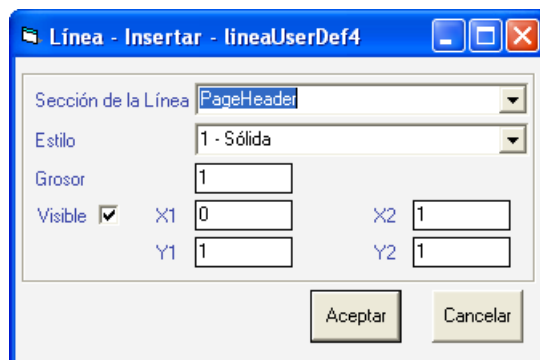 Línea - Insertar - lineaUserDef4
Sección de la Línea PageHeader
Estilo 1 - Sólida
Grosor 1
Visible X1 0 X2 1
Y1 1 Y2 1
Aceptar Cancelar